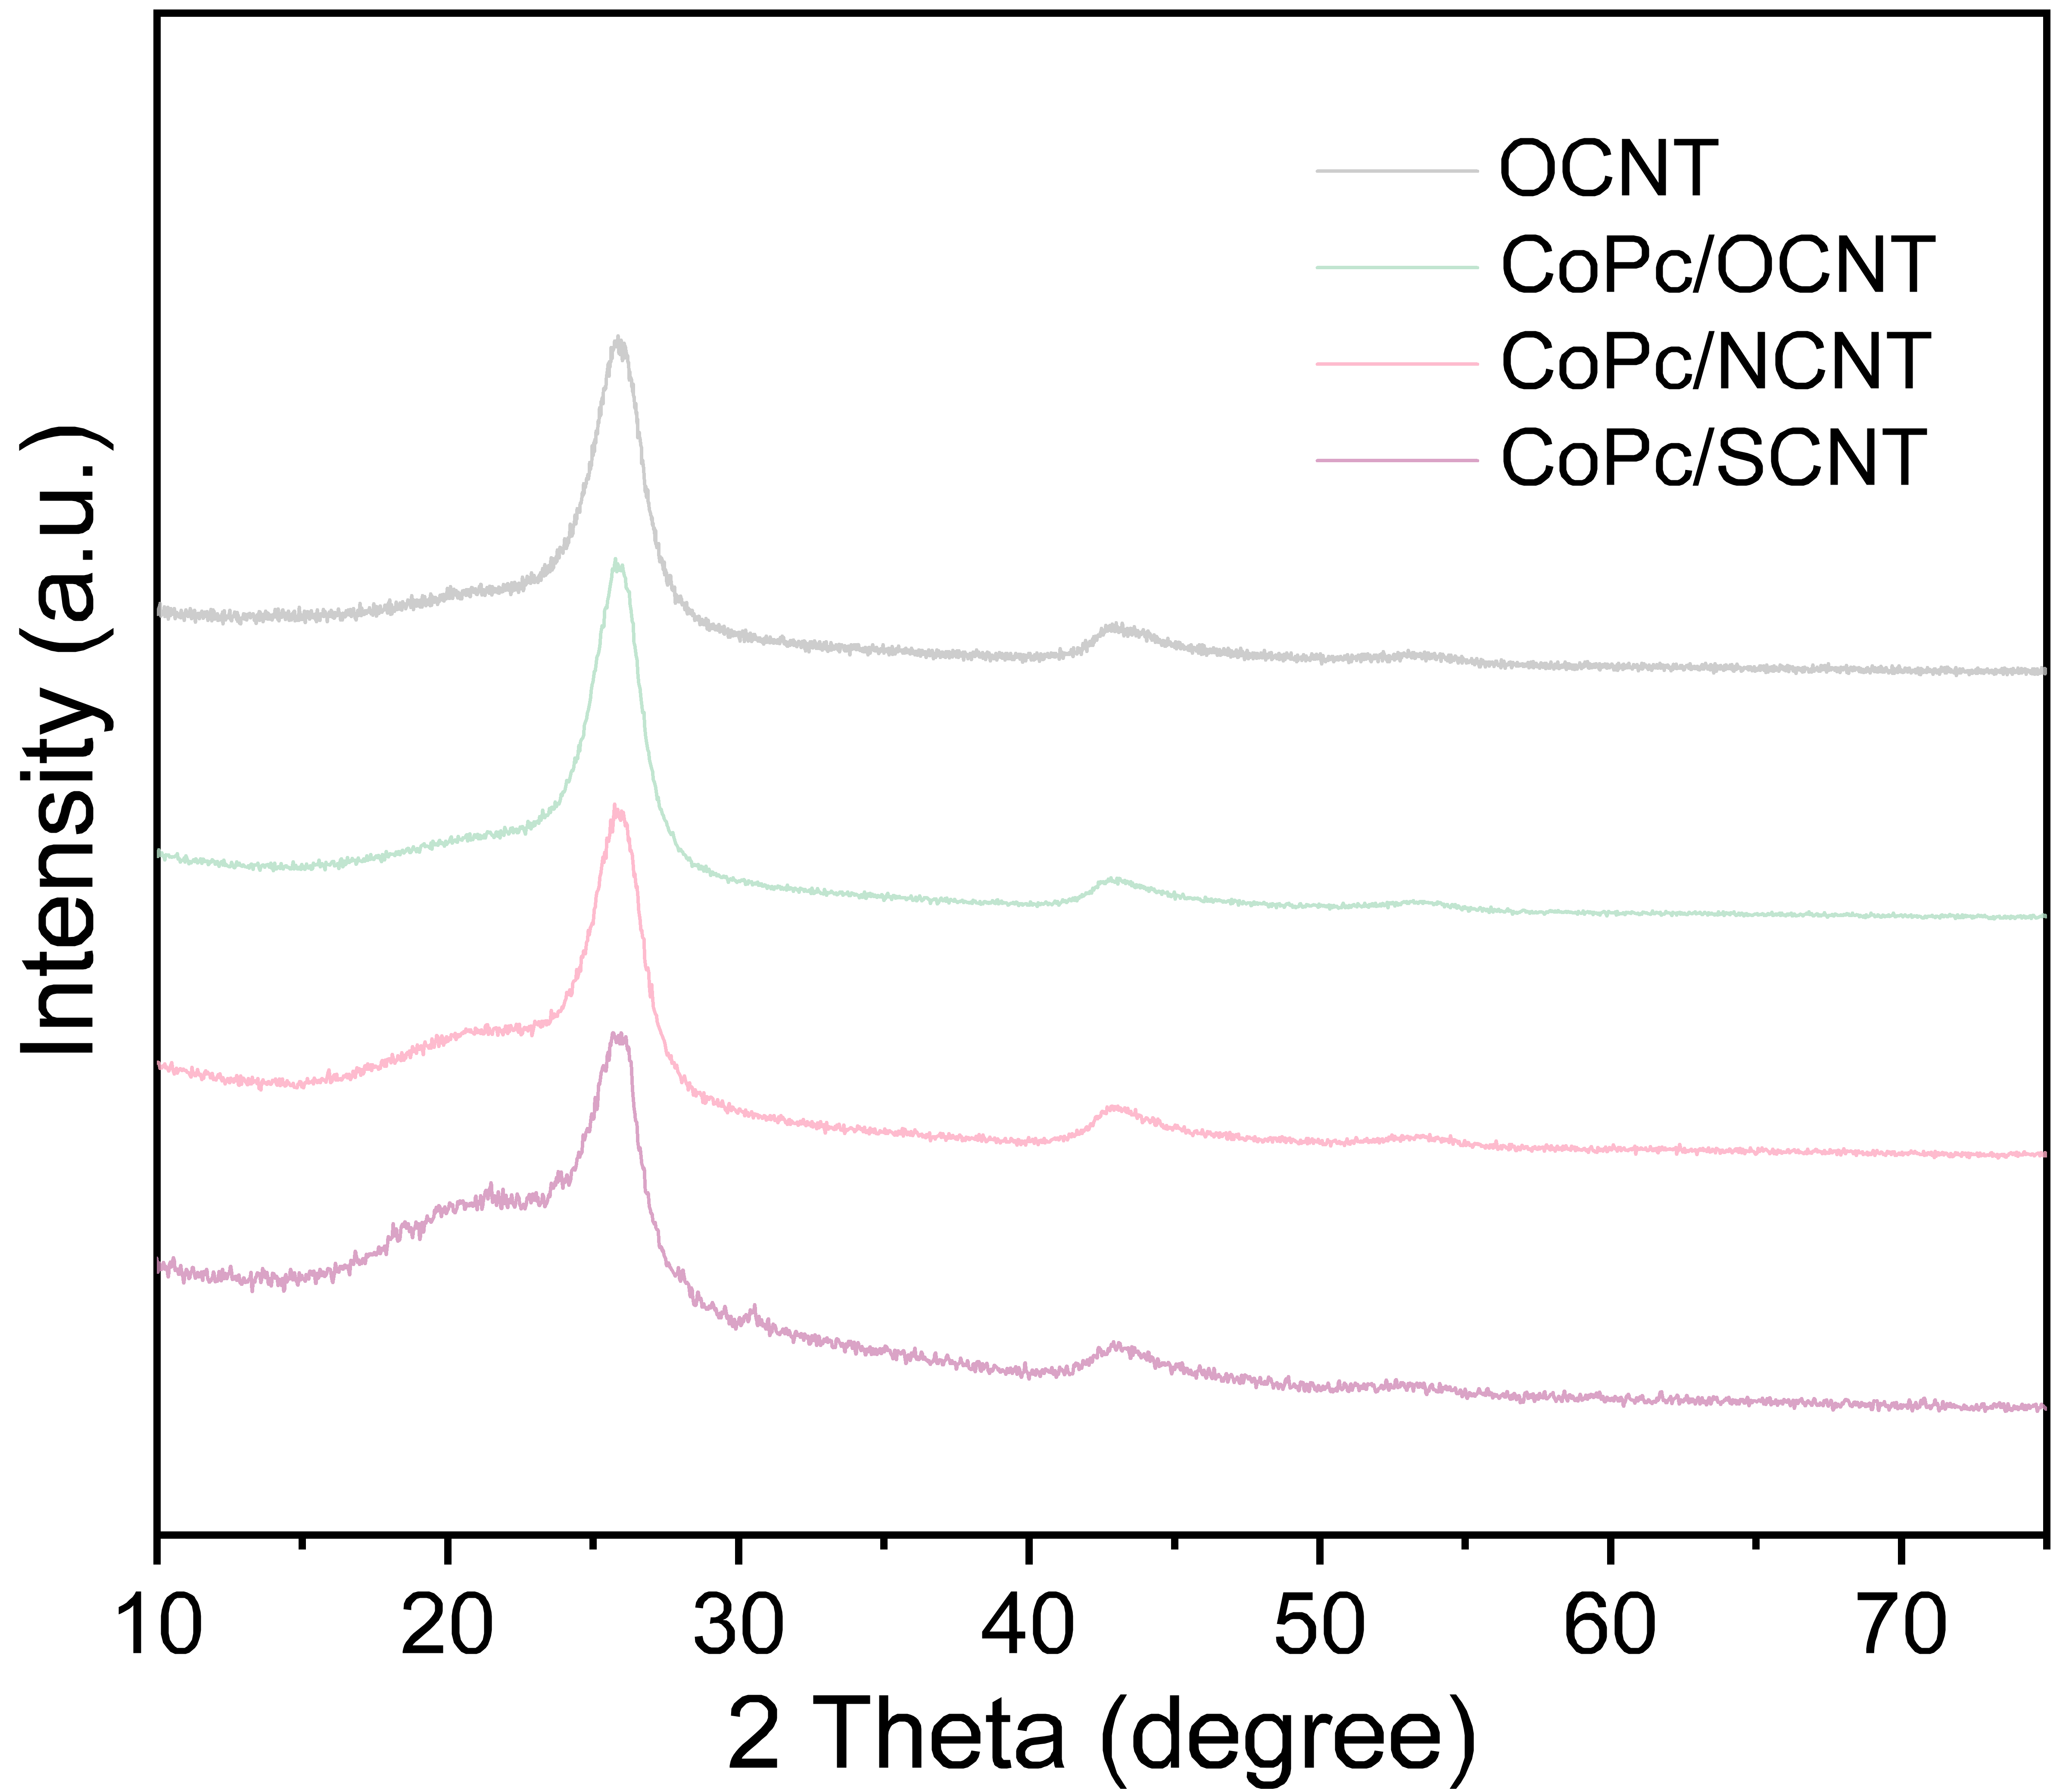 OCNT
CoPc/OCNT
CoPc/NCNT
CoPc/SCNT
Intensity (a.u.)
10 20 30 40 50 60 70
2 Theta (degree)